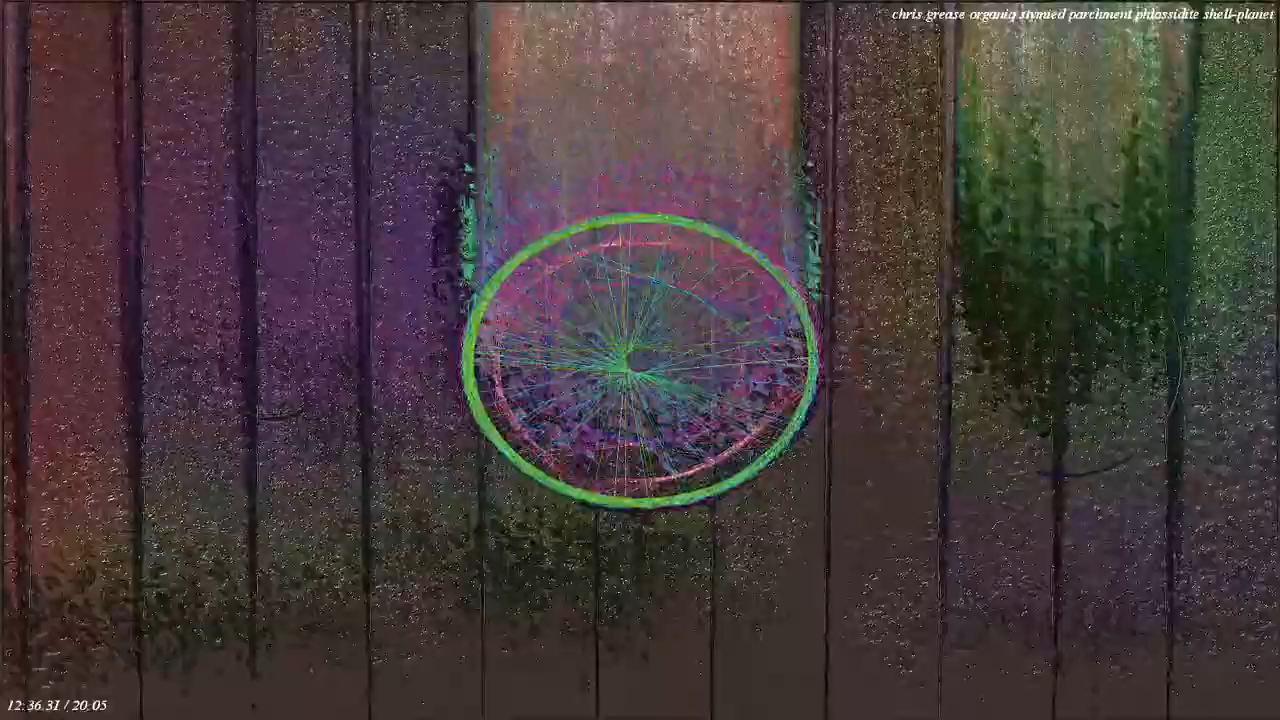 chris grease organiq stymied parchment phlossidite shell-planet
12:36.31 / 20.05